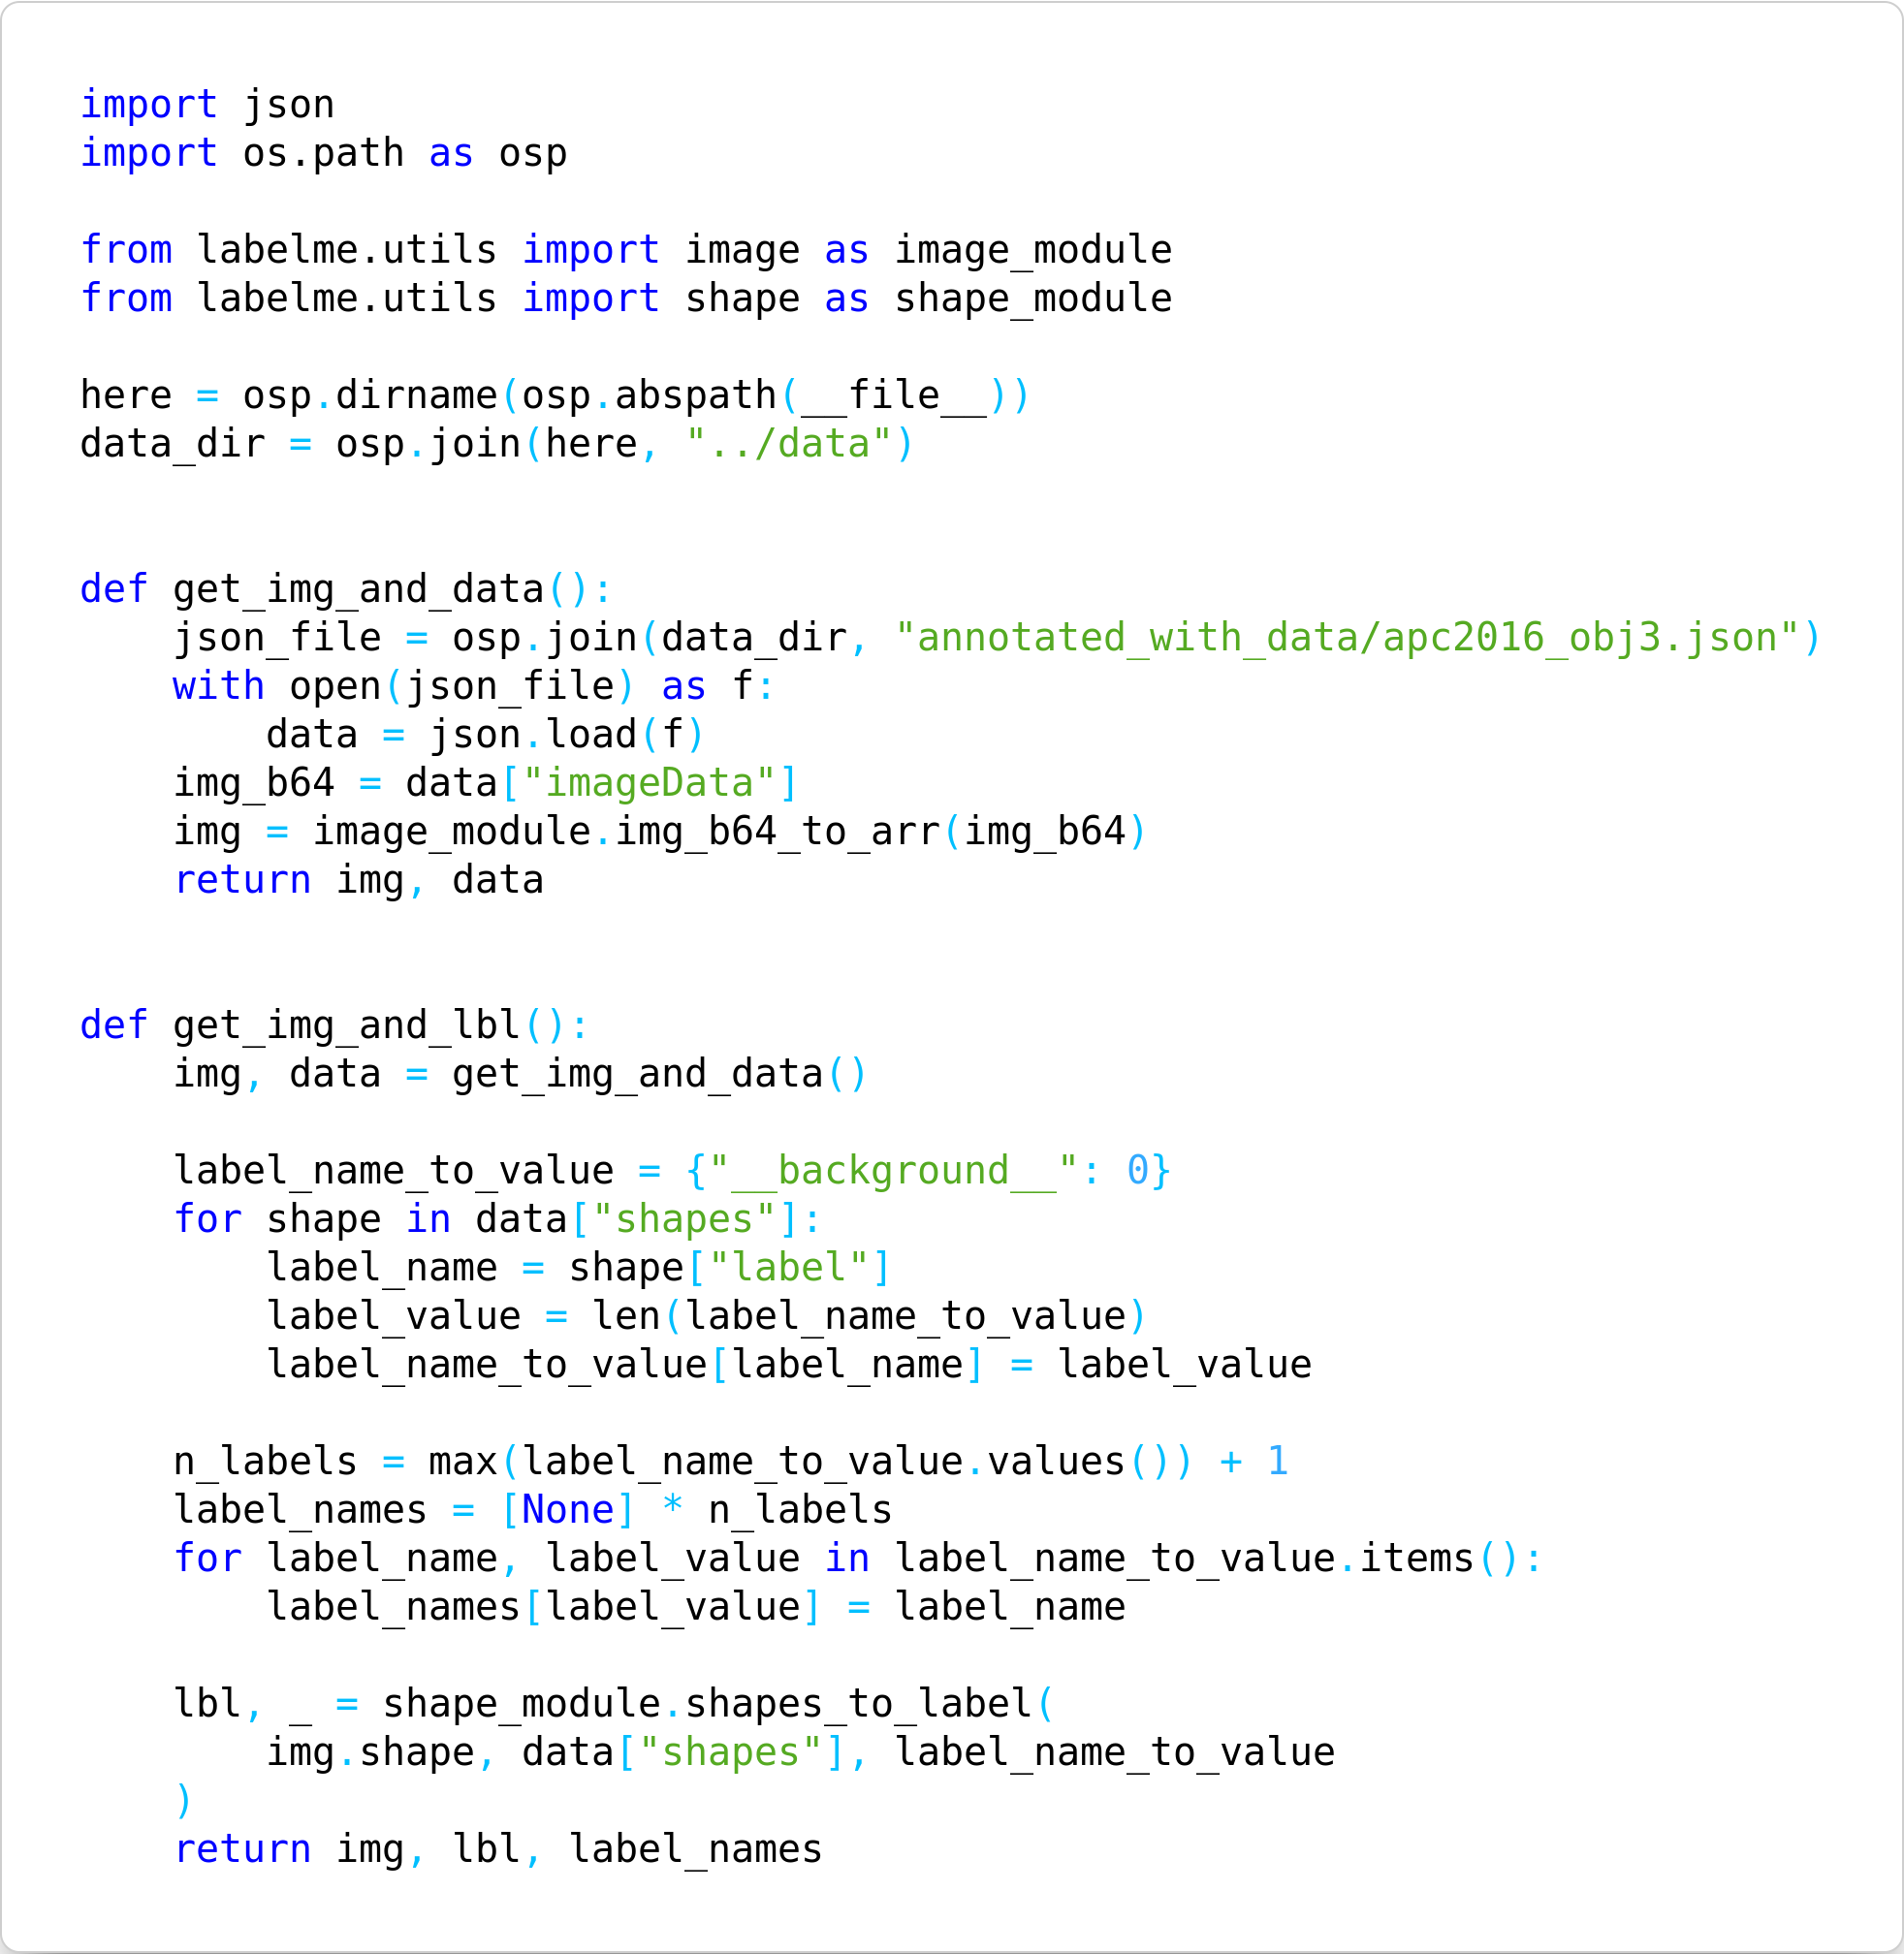 import json
import os.path as osp

from labelme.utils import image as image_module
from labelme.utils import shape as shape_module

here = osp.dirname(osp.abspath(__file__))
data_dir = osp.join(here, "../data")


def get_img_and_data():
    json_file = osp.join(data_dir, "annotated_with_data/apc2016_obj3.json")
    with open(json_file) as f:
        data = json.load(f)
    img_b64 = data["imageData"]
    img = image_module.img_b64_to_arr(img_b64)
    return img, data


def get_img_and_lbl():
    img, data = get_img_and_data()

    label_name_to_value = {"__background__": 0}
    for shape in data["shapes"]:
        label_name = shape["label"]
        label_value = len(label_name_to_value)
        label_name_to_value[label_name] = label_value

    n_labels = max(label_name_to_value.values()) + 1
    label_names = [None] * n_labels
    for label_name, label_value in label_name_to_value.items():
        label_names[label_value] = label_name

    lbl, _ = shape_module.shapes_to_label(
        img.shape, data["shapes"], label_name_to_value
    )
    return img, lbl, label_names